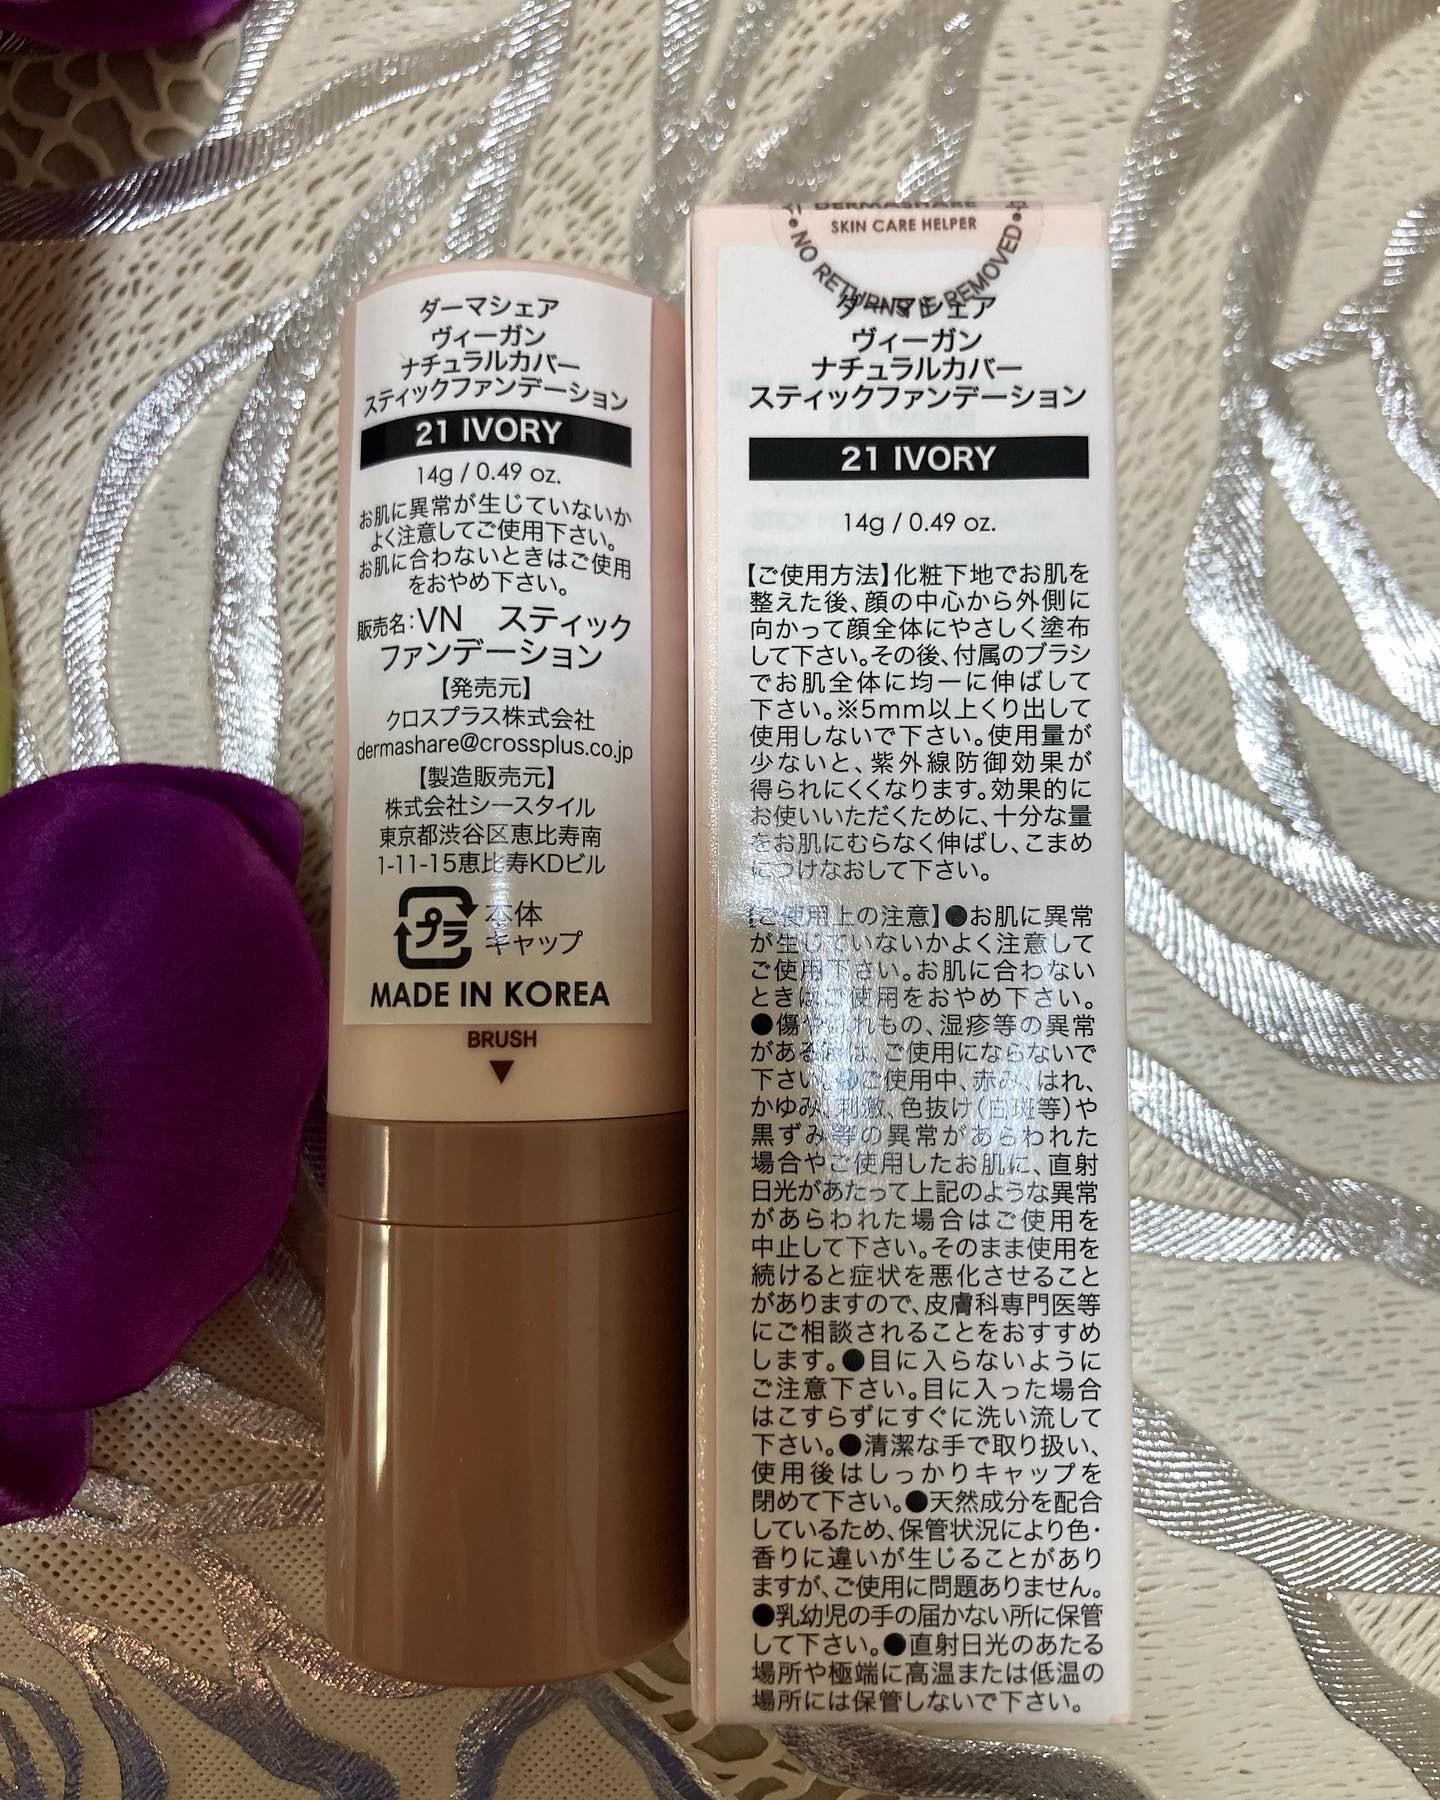 ダーマシェア
ヴィーガン
ナチュラルカバー
スティックファンデーション
21 IVORY
14g / 0.49 oz.
お肌に異常が生じていないか
よく注意してご使用下さい。
お肌に合わないときはご使用
をおやめ下さい。
販売名:VN スティック
ファンデーション
【発売元】
クロスプラス株式会社
dermashare@crossplus.co.jp
【製造販売元】
株式会社シースタイル
東京都渋谷区恵比寿南
1-11-15恵比寿KDビル
プラ
本体
キャップ
MADE IN KOREA
BRUSH
DERMASHARE
SKIN CARE HELPER
NO RETURNS IF REMOVED
ダーマシェア
ヴィーガン
ナチュラルカバー
スティックファンデーション
21 IVORY
14g / 0.49 oz.
【ご使用方法】化粧下地でお肌を
整えた後、顔の中心から外側に
向かって顔全体にやさしく塗布
して下さい。その後、付属のブラシ
でお肌全体に均一に伸ばして
下さい。※5mm以上くり出して
使用しないで下さい。使用量が
少ないと、紫外線防御効果が
得られにくくなります。効果的に
お使いいただくために、十分な量
をお肌にむらなく伸ばし、こまめ
につけなおして下さい。
【ご使用上の注意】●お肌に異常
が生じていないかよく注意して
ご使用下さい。お肌に合わない
ときはご使用をおやめ下さい。
●傷やはれもの、湿疹等の異常
がある時は、ご使用にならないで
下さい。●ご使用中、赤み、はれ、
かゆみ、刺激、色抜け(白斑等)や
黒ずみ等の異常があらわれた
場合やご使用したお肌に、直射
日光があたって上記のような異常
があらわれた場合はご使用を
中止して下さい。そのまま使用を
続けると症状を悪化させること
がありますので、皮膚科専門医等
にご相談されることをおすすめ
します。●目に入らないように
ご注意下さい。目に入った場合
はこすらずにすぐに洗い流して
下さい。●清潔な手で取り扱い、
使用後はしっかりキャップを
閉めて下さい。●天然成分を配合
しているため、保管状況により色・
香りに違いが生じることがあり
ますが、ご使用に問題ありません。
●乳幼児の手の届かない所に保管
して下さい。●直射日光のあたる
場所や極端に高温または低温の
場所には保管しないで下さい。